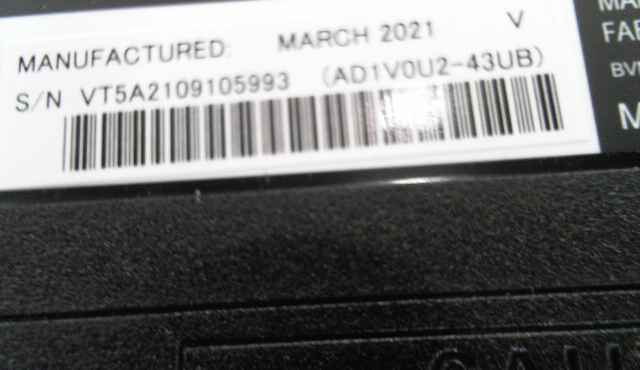 MANUFACTURED: MARCH 2021 V
S/N VT5A2109105993 (AD1V0U2-43UB)